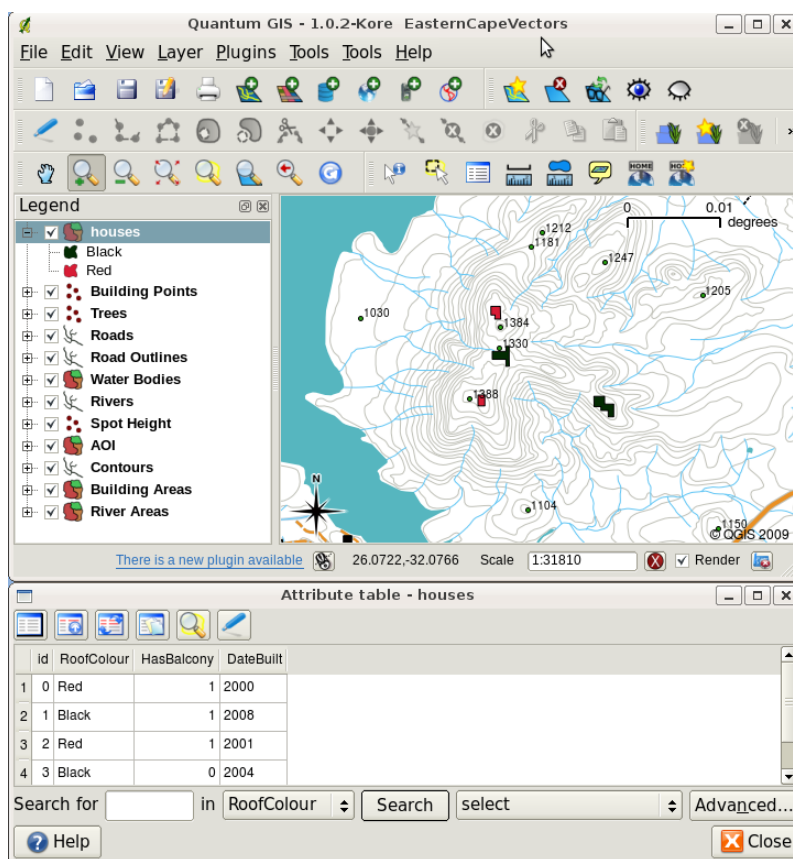 Quantum GIS - 1.0.2-Kore EasternCapeVectors
File Edit View Layer Plugins Tools Tools Help
HOME HO
Legend
houses
Black
Red
Building Points
Trees
Roads
Road Outlines
Water Bodies
Rivers
Spot Height
AOI
Contours
Building Areas
River Areas
0 0.01
degrees
1212
1181
1247
1205
1030
1384
1330
1388
1104
1150
N
© QGIS 2009
There is a new plugin available 26.0722,-32.0766 Scale 1:31810 Render
Attribute table - houses
id RoofColour HasBalcony DateBuilt
1 0 Red 1 2000
2 1 Black 1 2008
3 2 Red 1 2001
4 3 Black 0 2004
Search for in RoofColour Search select Advanced...
Help Close